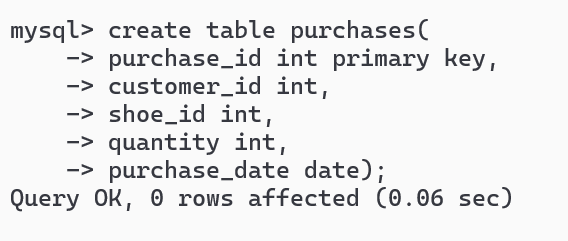 mysql> create table purchases(
    -> purchase_id int primary key,
    -> customer_id int,
    -> shoe_id int,
    -> quantity int,
    -> purchase_date date);
Query OK, 0 rows affected (0.06 sec)